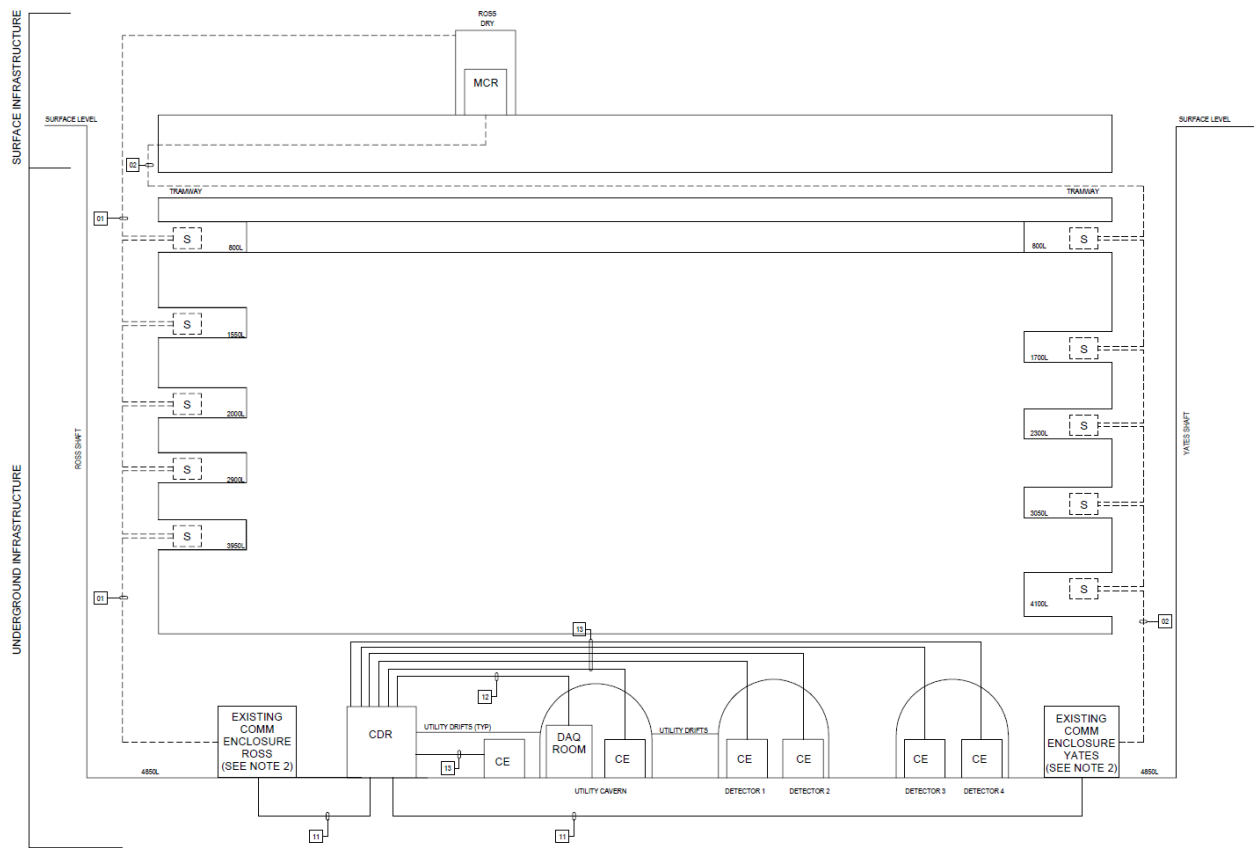 SURFACE INFRASTRUCTURE
ROSS
DRY
MCR
SURFACE LEVEL
SURFACE LEVEL
02
TRAMWAY
TRAMWAY
01
S
800L
800L
S
S
1550L
S
1700L
S
2000L
S
2300L
ROSS SHAFT
YATES SHAFT
S
2900L
S
3050L
UNDERGROUND INFRASTRUCTURE
S
3950L
S
4100L
01
02
13
12
EXISTING
COMM
ENCLOSURE
ROSS
(SEE NOTE 2)
CDR
UTILITY DRIFTS (TYP)
13
CE
DAQ
ROOM
CE
UTILITY DRIFTS
CE
CE
CE
CE
EXISTING
COMM
ENCLOSURE
YATES
(SEE NOTE 2)
4850L
4850L
UTILITY CAVERN
DETECTOR 1
DETECTOR 2
DETECTOR 3
DETECTOR 4
11
11